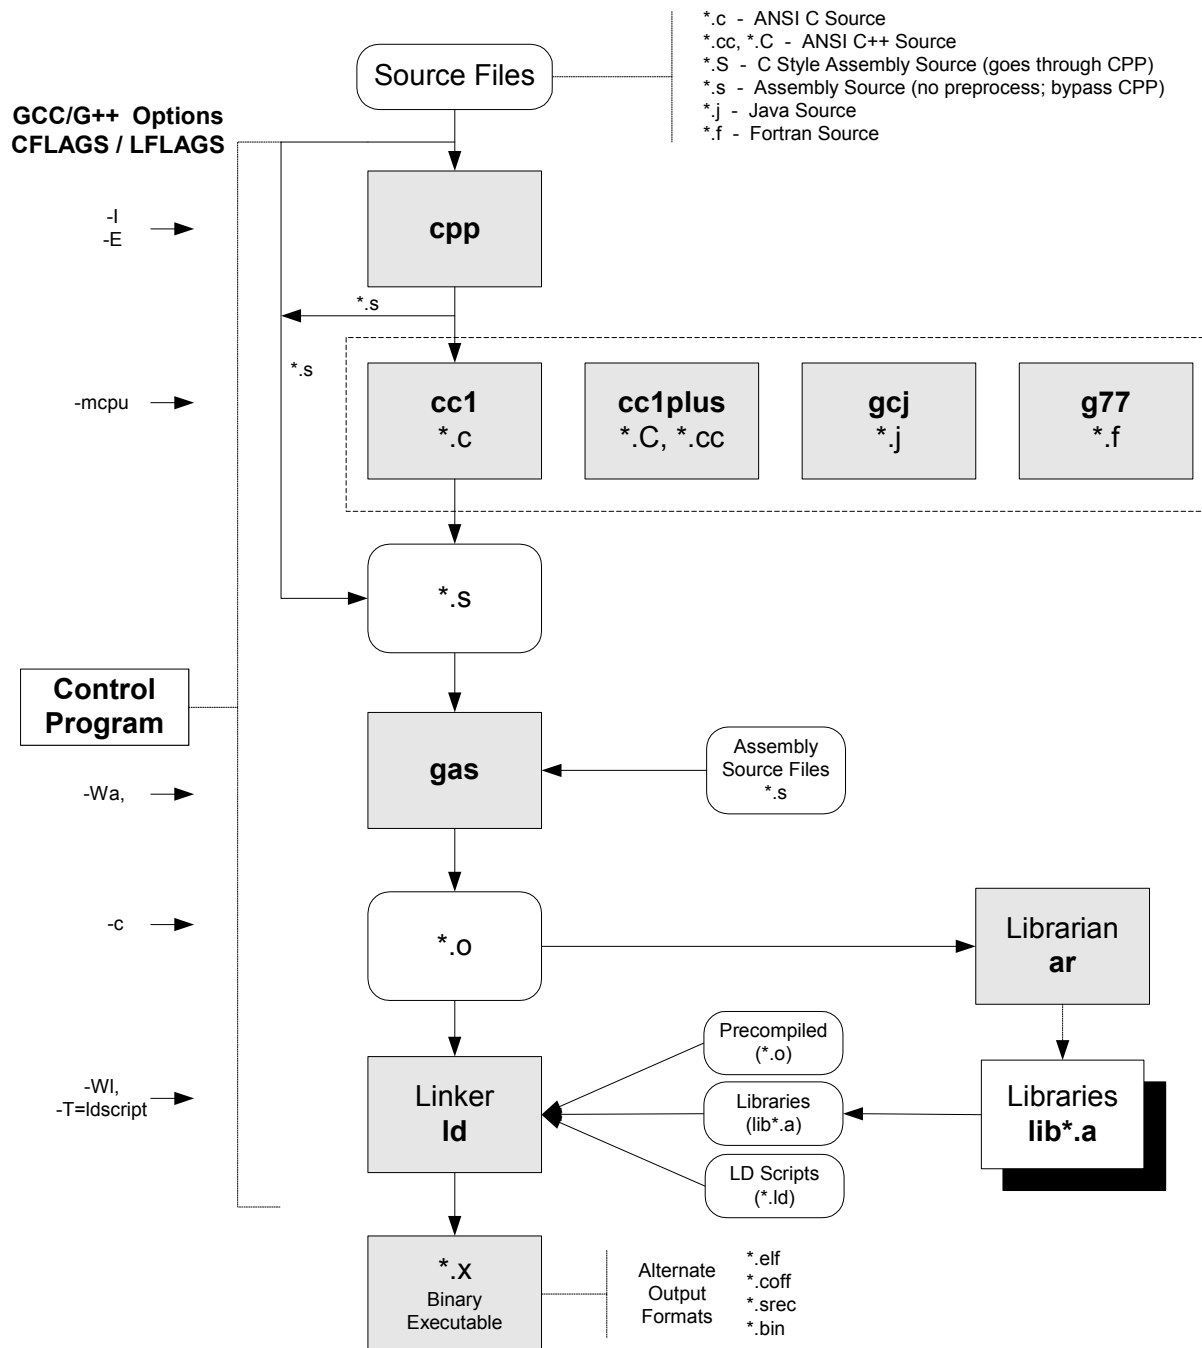 *.c - ANSI C Source
*.cc, *.C - ANSI C++ Source
*.S - C Style Assembly Source (goes through CPP)
*.s - Assembly Source (no preprocess; bypass CPP)
*.j - Java Source
*.f - Fortran Source
Source Files
GCC/G++ Options
CFLAGS / LFLAGS
-I
-E
cpp
*.s
*.s
-mcpu
cc1
*.c
cc1plus
*.C, *.cc
gcj
*.j
g77
*.f
*.s
Control
Program
gas
Assembly
Source Files
*.s
-Wa,
-c
*.o
Librarian
ar
Precompiled
(*.o)
-Wl,
-T=ldscript
Linker
ld
Libraries
(lib*.a)
Libraries
lib*.a
LD Scripts
(*.ld)
*.x
Binary
Executable
Alternate
Output
Formats
*.elf
*.coff
*.srec
*.bin